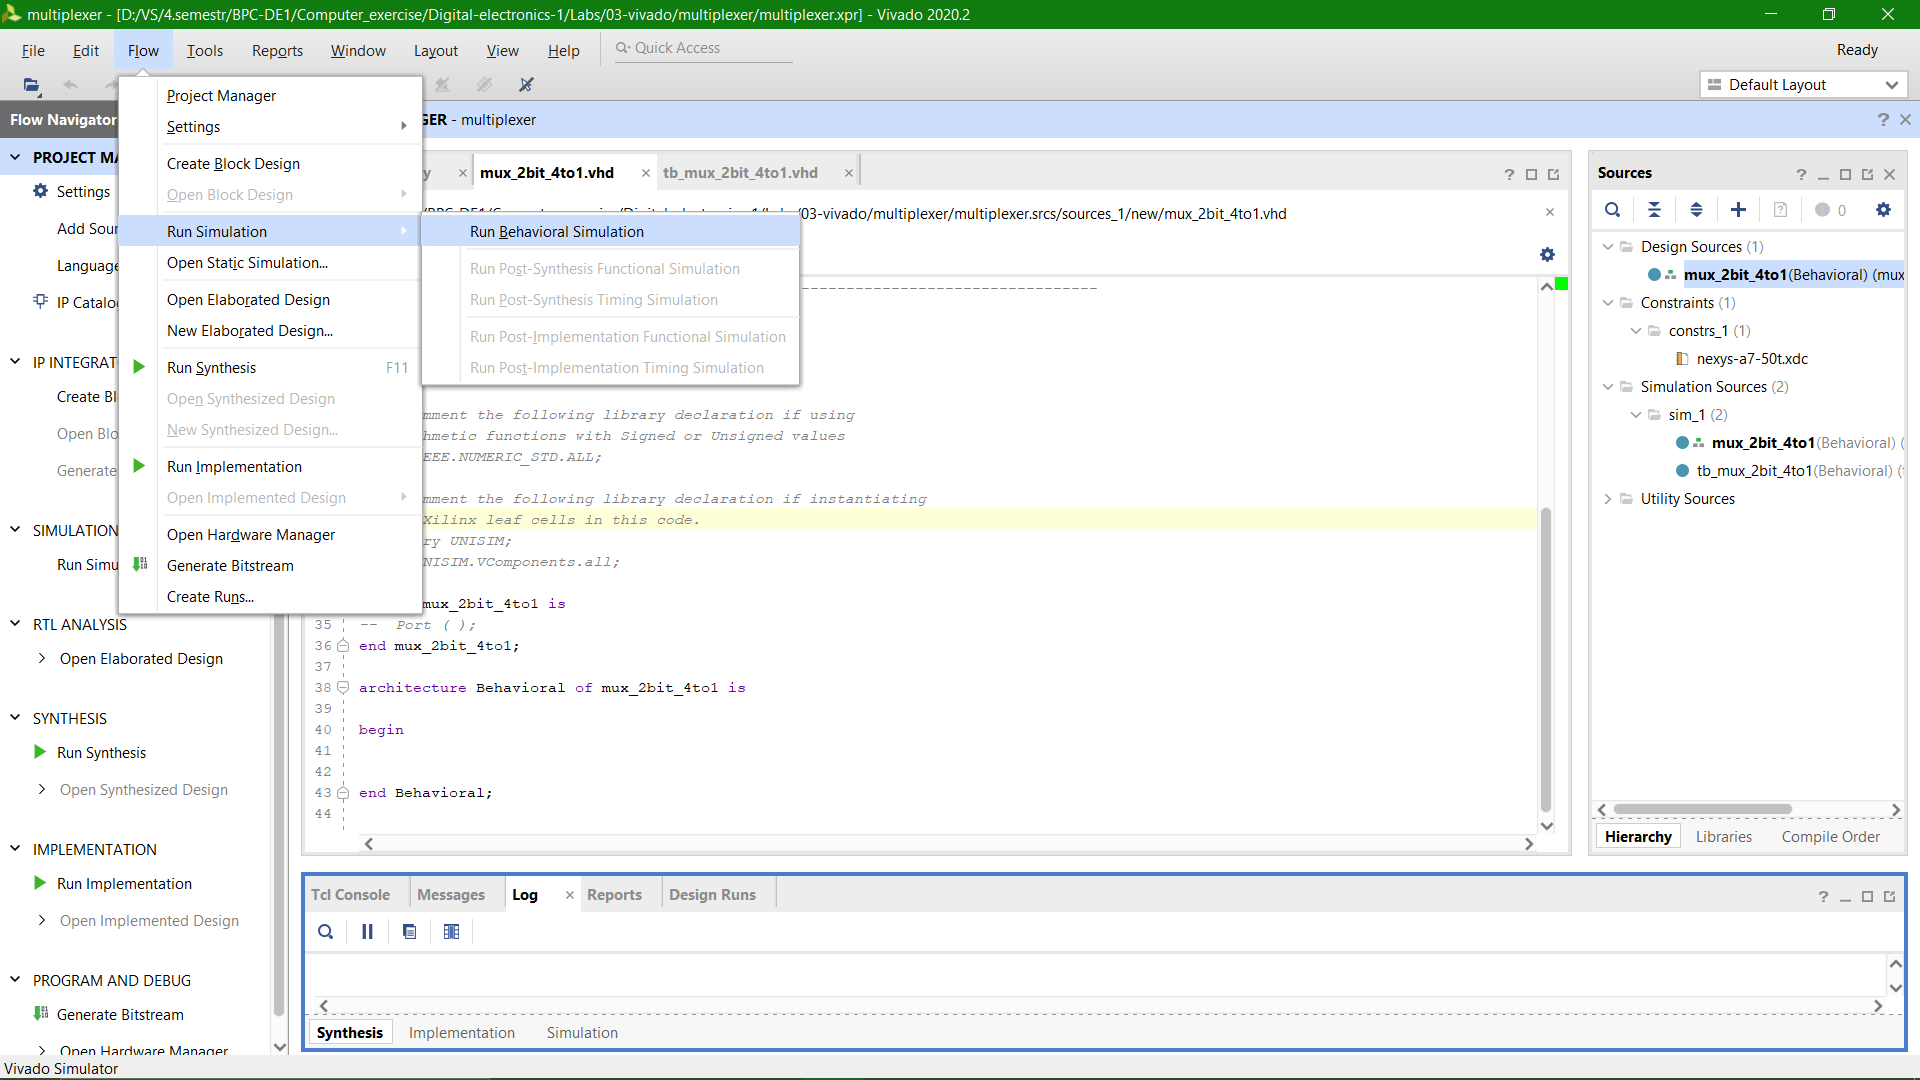 multiplexer - [D:/VS/4.semestr/BPC-DE1/Computer_exercise/Digital-electronics-1/Labs/03-vivado/multiplexer/multiplexer.xpr] - Vivado 2020.2
File Edit Flow Tools Reports Window Layout View Help Quick Access Ready
Default Layout
Flow Navigator
GER - multiplexer
PROJECT MA
Settings
Add Sour
Language
IP Catalo
IP INTEGRAT
Create Bl
Open Blo
Generate
SIMULATION
Run Simu
RTL ANALYSIS
Open Elaborated Design
SYNTHESIS
Run Synthesis
Open Synthesized Design
IMPLEMENTATION
Run Implementation
Open Implemented Design
PROGRAM AND DEBUG
Generate Bitstream
Open Hardware Manager
Project Manager
Settings
Create Block Design
Open Block Design
Run Simulation
Open Static Simulation...
Open Elaborated Design
New Elaborated Design...
Run Synthesis F11
Open Synthesized Design
New Synthesized Design...
Run Implementation
Open Implemented Design
Open Hardware Manager
Generate Bitstream
Create Runs...
Run Behavioral Simulation
Run Post-Synthesis Functional Simulation
Run Post-Synthesis Timing Simulation
Run Post-Implementation Functional Simulation
Run Post-Implementation Timing Simulation
y mux_2bit_4to1.vhd tb_mux_2bit_4to1.vhd
/03-vivado/multiplexer/multiplexer.srcs/sources_1/new/mux_2bit_4to1.vhd
---------------------------------
mment the following library declaration if using
hmetic functions with Signed or Unsigned values
EEE.NUMERIC_STD.ALL;
mment the following library declaration if instantiating
Xilinx leaf cells in this code.
ry UNISIM;
NISIM.VComponents.all;
mux_2bit_4to1 is
35 -- Port ( );
36 end mux_2bit_4to1;
37
38 architecture Behavioral of mux_2bit_4to1 is
39
40 begin
41
42
43 end Behavioral;
44
Sources
0
Design Sources (1)
mux_2bit_4to1(Behavioral) (mux
Constraints (1)
constrs_1 (1)
nexys-a7-50t.xdc
Simulation Sources (2)
sim_1 (2)
mux_2bit_4to1(Behavioral) (
tb_mux_2bit_4to1(Behavioral) (
Utility Sources
Hierarchy Libraries Compile Order
Tcl Console Messages Log Reports Design Runs
Synthesis Implementation Simulation
Vivado Simulator